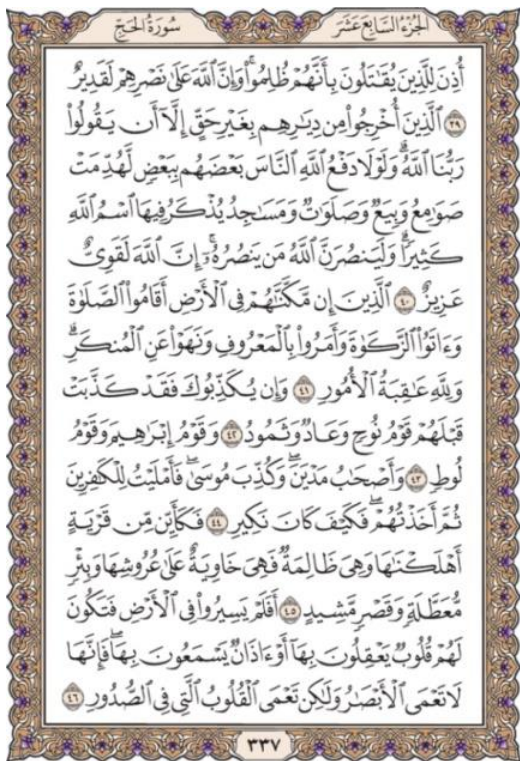 الجُزْءُ السَّابِعَ عَشَرَ
سُورَةُ الحَجِّ
أُذِنَ لِلَّذِينَ يُقَٰتَلُونَ بِأَنَّهُمْ ظُلِمُوا۟ۚ وَإِنَّ ٱللَّهَ عَلَىٰ نَصْرِهِمْ لَقَدِيرٌ
٣٩ ٱلَّذِينَ أُخْرِجُوا۟ مِن دِيَٰرِهِم بِغَيْرِ حَقٍّ إِلَّآ أَن يَقُولُوا۟
رَبُّنَا ٱللَّهُۗ وَلَوْلَا دَفْعُ ٱللَّهِ ٱلنَّاسَ بَعْضَهُم بِبَعْضٍ لَّهُدِّمَتْ
صَوَٰمِعُ وَبِيَعٌ وَصَلَوَٰتٌ وَمَسَٰجِدُ يُذْكَرُ فِيهَا ٱسْمُ ٱللَّهِ
كَثِيرًاۗ وَلَيَنصُرَنَّ ٱللَّهُ مَن يَنصُرُهُۥٓۚ إِنَّ ٱللَّهَ لَقَوِىٌّ
عَزِيزٌ ٤٠ ٱلَّذِينَ إِن مَّكَّنَّٰهُمْ فِى ٱلْأَرْضِ أَقَامُوا۟ ٱلصَّلَوٰةَ
وَءَاتَوُا۟ ٱلزَّكَوٰةَ وَأَمَرُوا۟ بِٱلْمَعْرُوفِ وَنَهَوْا۟ عَنِ ٱلْمُنكَرِۗ
وَلِلَّهِ عَٰقِبَةُ ٱلْأُمُورِ ٤١ وَإِن يُكَذِّبُوكَ فَقَدْ كَذَّبَتْ
قَبْلَهُمْ قَوْمُ نُوحٍ وَعَادٌ وَثَمُودُ ٤٢ وَقَوْمُ إِبْرَٰهِيمَ وَقَوْمُ
لُوطٍ ٤٣ وَأَصْحَٰبُ مَدْيَنَۖ وَكُذِّبَ مُوسَىٰۖ فَأَمْلَيْتُ لِلْكَٰفِرِينَ
ثُمَّ أَخَذْتُهُمْۖ فَكَيْفَ كَانَ نَكِيرِ ٤٤ فَكَأَيِّن مِّن قَرْيَةٍ
أَهْلَكْنَٰهَا وَهِىَ ظَالِمَةٌ فَهِىَ خَاوِيَةٌ عَلَىٰ عُرُوشِهَا وَبِئْرٍ
مُّعَطَّلَةٍ وَقَصْرٍ مَّشِيدٍ ٤٥ أَفَلَمْ يَسِيرُوا۟ فِى ٱلْأَرْضِ فَتَكُونَ
لَهُمْ قُلُوبٌ يَعْقِلُونَ بِهَآ أَوْ ءَاذَانٌ يَسْمَعُونَ بِهَاۖ فَإِنَّهَا
لَا تَعْمَى ٱلْأَبْصَٰرُ وَلَٰكِن تَعْمَى ٱلْقُلُوبُ ٱلَّتِى فِى ٱلصُّدُورِ ٤٦
٣٣٧